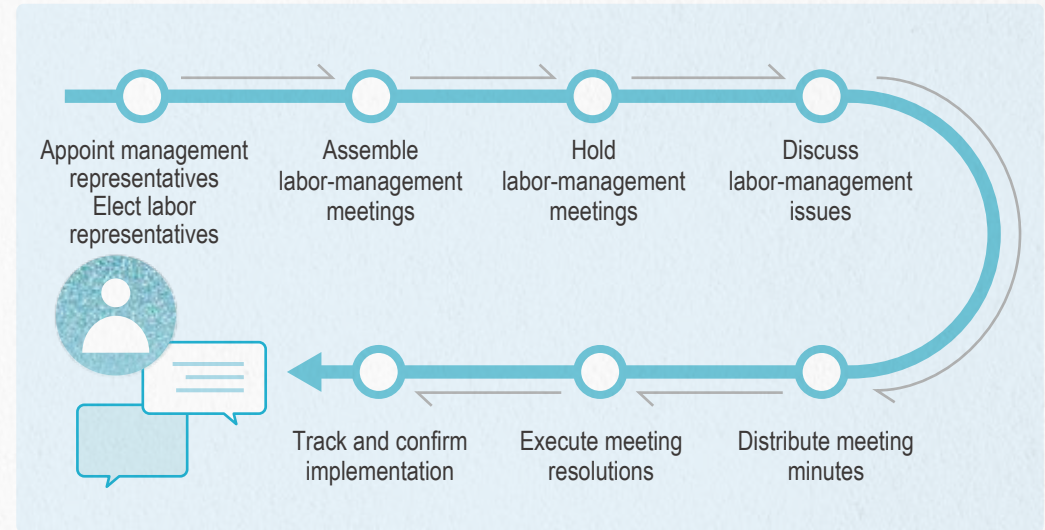 Appoint management
representatives
Elect labor
representatives
Assemble
labor-management
meetings
Hold
labor-management
meetings
Discuss
labor-management
issues
Distribute meeting
minutes
Execute meeting
resolutions
Track and confirm
implementation